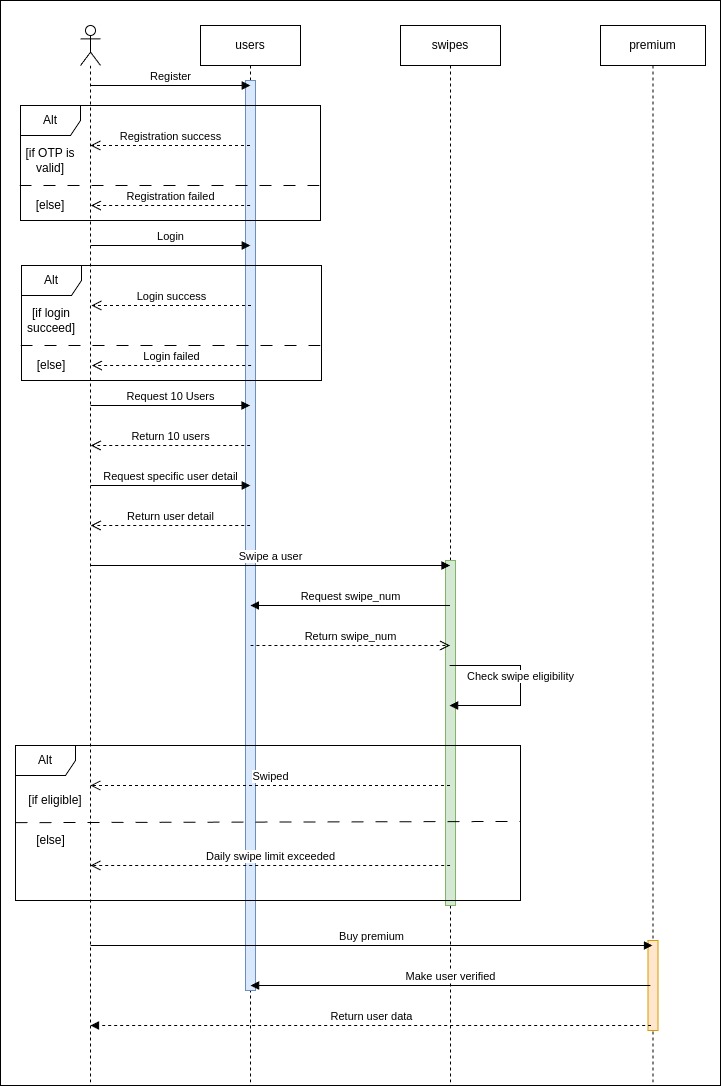 users
swipes
premium
Register
Alt
Registration success
[if OTP is
valid]
Registration failed
[else]
Login
Alt
Login success
[if login
succeed]
Login failed
[else]
Request 10 Users
Return 10 users
Request specific user detail
Return user detail
Swipe a user
Request swipe_num
Return swipe_num
Check swipe eligibility
Alt
Swiped
[if eligible]
[else]
Daily swipe limit exceeded
Buy premium
Make user verified
Return user data